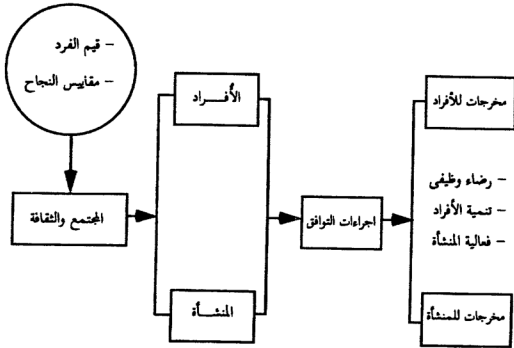 – قيم الفرد
– مقاييس النجاح
المجتمع والثقافة
الأفـــراد
المنشـــأة
اجراءات التوافق
مخرجات للأفراد
– رضاء وظيفى
– تنمية الأفراد
– فعالية المنشأة
مخرجات للمنشأة